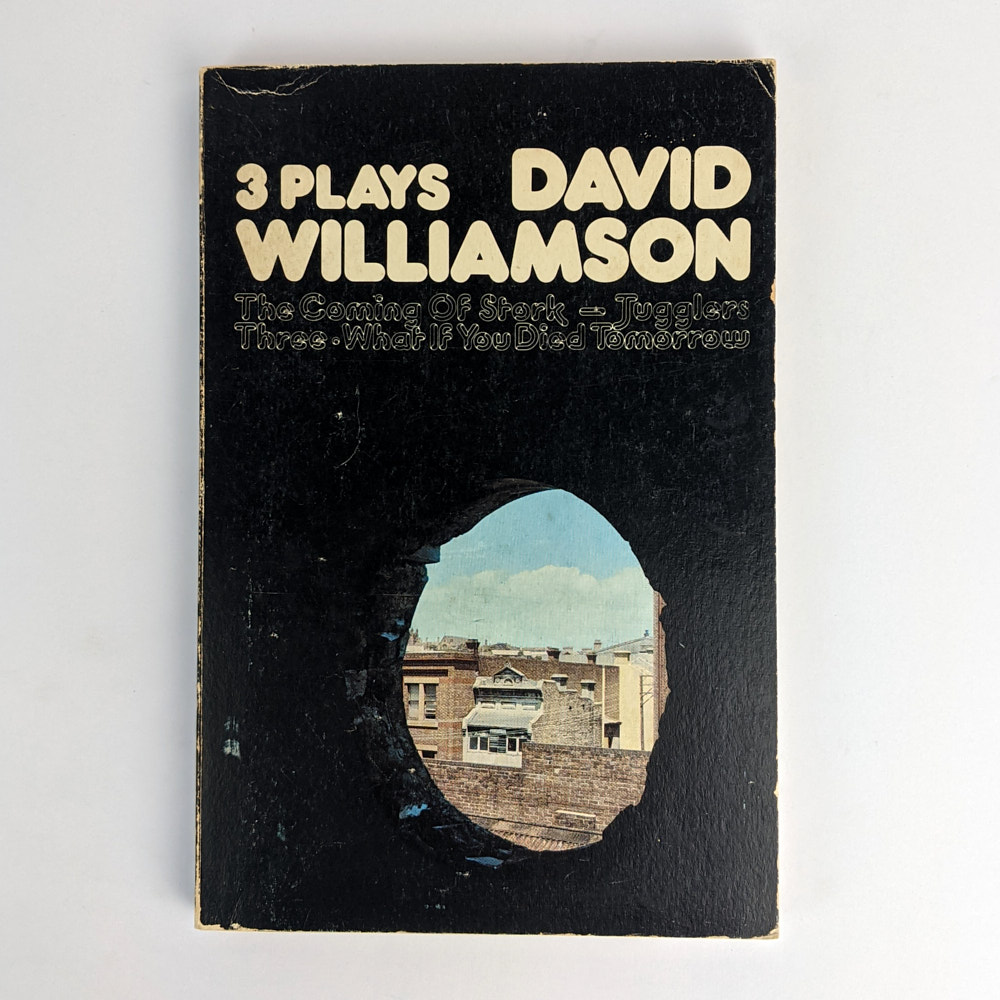 3 PLAYS DAVID
WILLIAMSON
The Coming Of Stork — Jugglers
Three • What If You Died Tomorrow